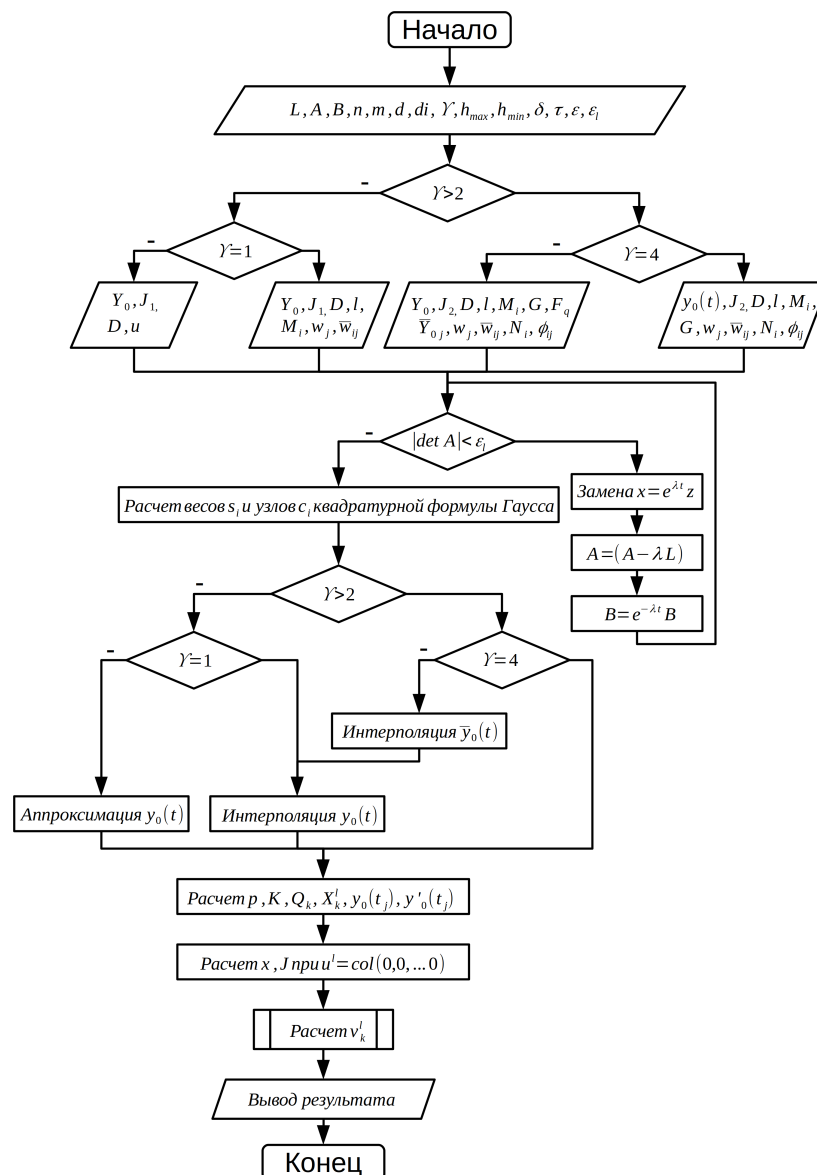 Начало
L, A, B, n, m, d, di, ϒ, h_max, h_min, δ, τ, ε, ε_l
-
ϒ>2
-
ϒ=1
-
ϒ=4
Y_0, J_1,
D, u
Y_0, J_1, D, l,
M_i, w_j, w̅_ij
Y_0, J_2, D, l, M_i, G, F_q
Y̅_0j, w_j, w̅_ij, N_i, ϕ_ij
y_0(t), J_2, D, l, M_i,
G, w_j, w̅_ij, N_i, ϕ_ij
-
|det A|< ε_l
Замена x=e^λt z
Расчет весов s_i и узлов c_i квадратурной формулы Гаусса
A=(A−λL)
-
ϒ>2
B=e^−λt B
-
ϒ=1
-
ϒ=4
Интерполяция y̅_0(t)
Аппроксимация y_0(t)
Интерполяция y_0(t)
Расчет p, K, Q_k, X_k^l, y_0(t_j), y'_0(t_j)
Расчет x, J при u^l=col(0,0,...0)
Расчет v_k^l
Вывод результата
Конец